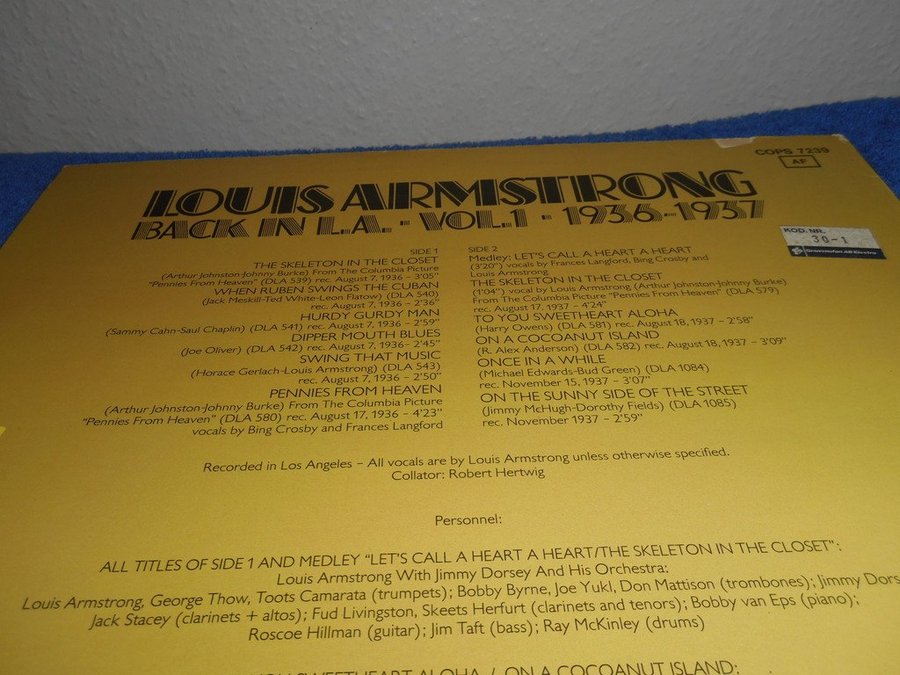 COPS 7239
AF
LOUIS ARMSTRONG
BACK IN L.A. · VOL.1 · 1936-1937
KOD.NR.
30-1
Grammofon AB Electra
SIDE 1
THE SKELETON IN THE CLOSET
(Arthur Johnston-Johnny Burke) From The Columbia Picture
"Pennies From Heaven" (DLA 539) rec. August 7, 1936 – 3'05"
WHEN RUBEN SWINGS THE CUBAN
(Jack Meskill-Ted White-Leon Flatow) (DLA 540)
rec. August 7, 1936 – 2'36"
HURDY GURDY MAN
(Sammy Cahn-Saul Chaplin) (DLA 541) rec. August 7, 1936 – 2'59"
DIPPER MOUTH BLUES
(Joe Oliver) (DLA 542) rec. August 7, 1936– 2'45"
SWING THAT MUSIC
(Horace Gerlach-Louis Armstrong) (DLA 543)
rec. August 7, 1936 – 2'50"
PENNIES FROM HEAVEN
(Arthur Johnston-Johnny Burke) From The Columbia Picture
"Pennies From Heaven" (DLA 580) rec. August 17, 1936 – 4'23"
vocals by Bing Crosby and Frances Langford
SIDE 2
Medley: LET'S CALL A HEART A HEART
(3'20") vocals by Frances Langford, Bing Crosby and
Louis Armstrong
THE SKELETON IN THE CLOSET
(1'04") vocal by Louis Armstrong (Arthur Johnston-Johnny Burke)
From The Columbia Picture "Pennies From Heaven" (DLA 579)
rec. August 17, 1937 – 4'24"
TO YOU SWEETHEART ALOHA
(Harry Owens) (DLA 581) rec. August 18, 1937 – 2'58"
ON A COCOANUT ISLAND
(R. Alex Anderson) (DLA 582) rec. August 18, 1937 – 3'09"
ONCE IN A WHILE
(Michael Edwards-Bud Green) (DLA 1084)
rec. November 15, 1937 – 3'07"
ON THE SUNNY SIDE OF THE STREET
(Jimmy McHugh-Dorothy Fields) (DLA 1085)
rec. November 1937 – 2'59"
Recorded in Los Angeles – All vocals are by Louis Armstrong unless otherwise specified.
Collator: Robert Hertwig
Personnel:
ALL TITLES OF SIDE 1 AND MEDLEY "LET'S CALL A HEART A HEART/THE SKELETON IN THE CLOSET":
Louis Armstrong With Jimmy Dorsey And His Orchestra:
Louis Armstrong, George Thow, Toots Camarata (trumpets); Bobby Byrne, Joe Yukl, Don Mattison (trombones); Jimmy Dors
Jack Stacey (clarinets + altos); Fud Livingston, Skeets Herfurt (clarinets and tenors); Bobby van Eps (piano);
Roscoe Hillman (guitar); Jim Taft (bass); Ray McKinley (drums)
SWEETHEART ALOHA / ON A COCOANUT ISLAND: